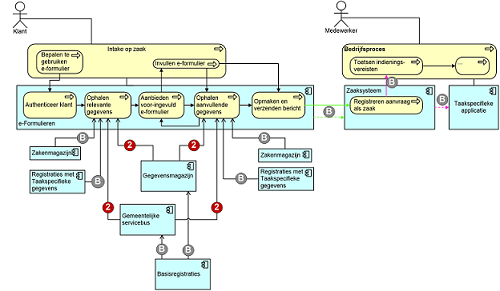 Klant
Medewerker
Intake op zaak
Bepalen te
gebruiken
e-formulier
Invullen e-formulier
Bedrijfsproces
Toetsen indienings-
vereisten
...
Authenticeer klant
Ophalen
relevante
gegevens
Aanbieden
voor-ingevuld
e-formulier
Ophalen
aanvullende
gegevens
Opmaken en
verzenden bericht
e-Formulieren
Zaaksysteem
Registreren aanvraag
als zaak
Taakspecifieke
applicatie
B
B
B
B
B
Zakenmagazijn
2
2
Zakenmagazijn
B
B
Registraties met
Taakspecifieke
gegevens
Gegevensmagazijn
Registraties met
Taakspecifieke
gegevens
2
2
Gemeentelijke
servicebus
B
B
Basisregistraties